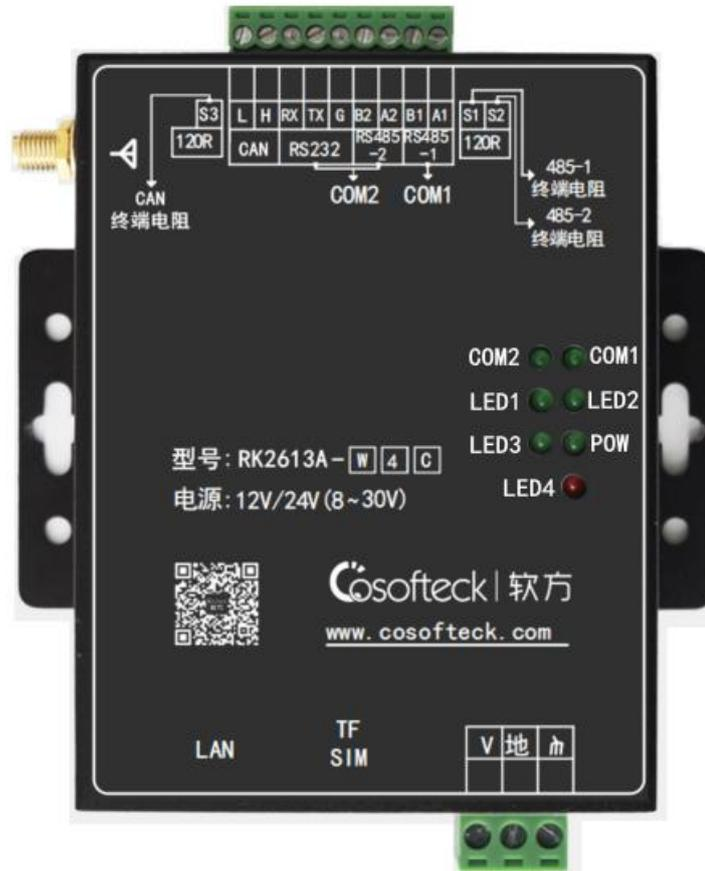 S3
L H RX TX G B2 A2 B1 A1
S1 S2
120R
CAN RS232 RS485-2 RS485-1
120R
COM2 COM1
CAN
终端电阻
485-1
终端电阻
485-2
终端电阻
COM2 COM1
LED1 LED2
LED3 POW
LED4
型号:RK2613A-W4C
电源:12V/24V(8~30V)
Cosofteck|软方
www.cosofteck.com
LAN
TF
SIM
V 地